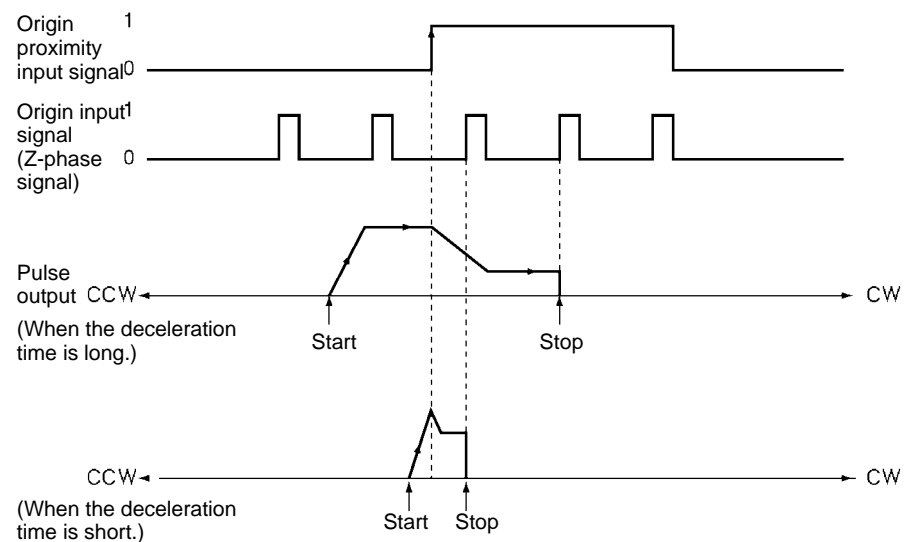 Origin 1
proximity
input signal 0
Origin input 1
signal
(Z-phase 0
signal)
Pulse
output CCW CW
(When the deceleration
time is long.)
Start Stop
CCW CW
(When the deceleration
time is short.)
Start Stop